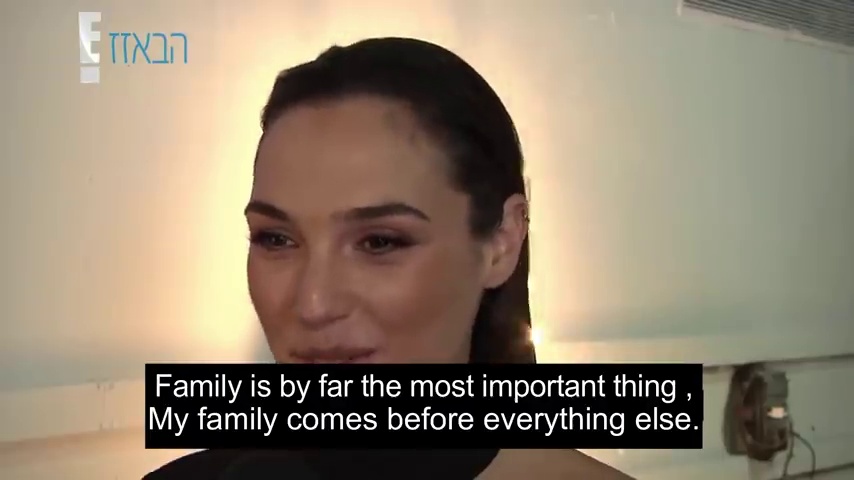 E!
הבאזז
Family is by far the most important thing ,
My family comes before everything else.